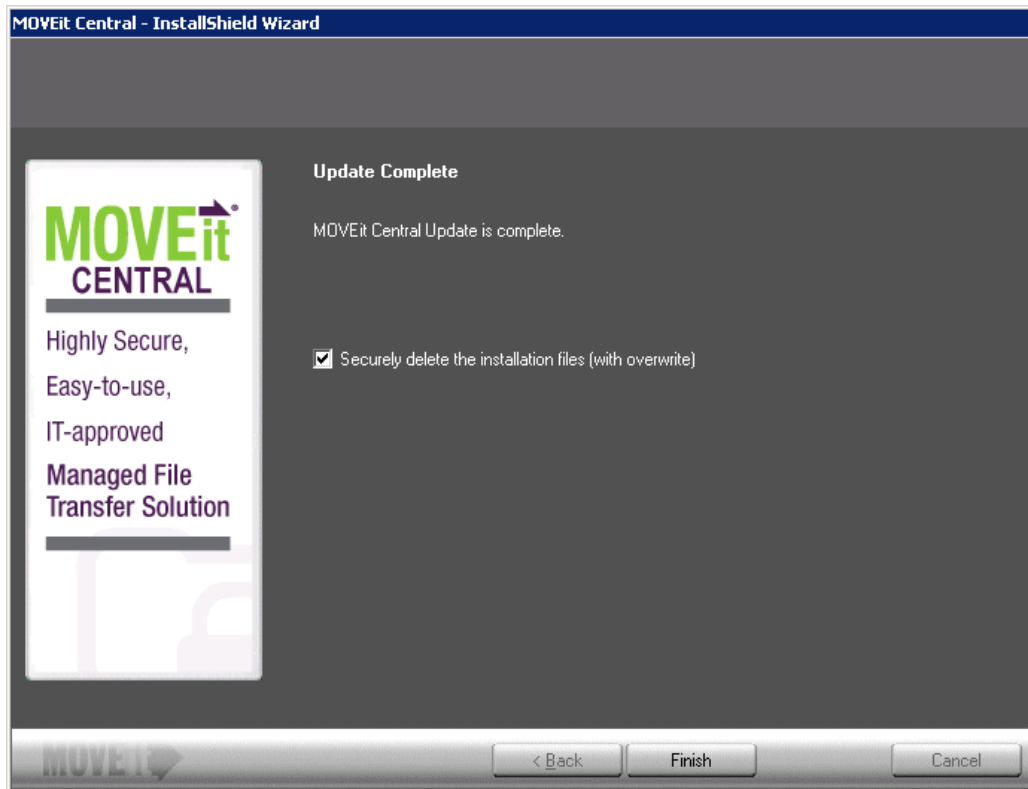 MOVEit Central - InstallShield Wizard
Update Complete
MOVEit Central Update is complete.
Securely delete the installation files (with overwrite)
MOVEit®
CENTRAL
Highly Secure,
Easy-to-use,
IT-approved
Managed File
Transfer Solution
MOVEit
< Back
Finish
Cancel